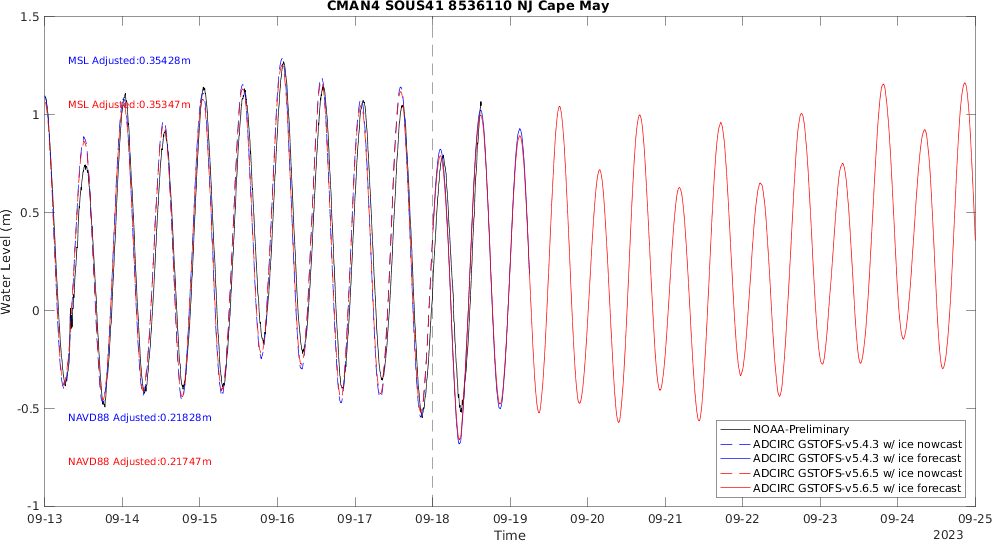 CMAN4 SOUS41 8536110 NJ Cape May
1.5
1
0.5
0
-0.5
-1
Water Level (m)
MSL Adjusted:0.35428m
MSL Adjusted:0.35347m
NAVD88 Adjusted:0.21828m
NAVD88 Adjusted:0.21747m
NOAA-Preliminary
ADCIRC GSTOFS-v5.4.3 w/ ice nowcast
ADCIRC GSTOFS-v5.4.3 w/ ice forecast
ADCIRC GSTOFS-v5.6.5 w/ ice nowcast
ADCIRC GSTOFS-v5.6.5 w/ ice forecast
09-13 09-14 09-15 09-16 09-17 09-18 09-19 09-20 09-21 09-22 09-23 09-24 09-25
Time
2023